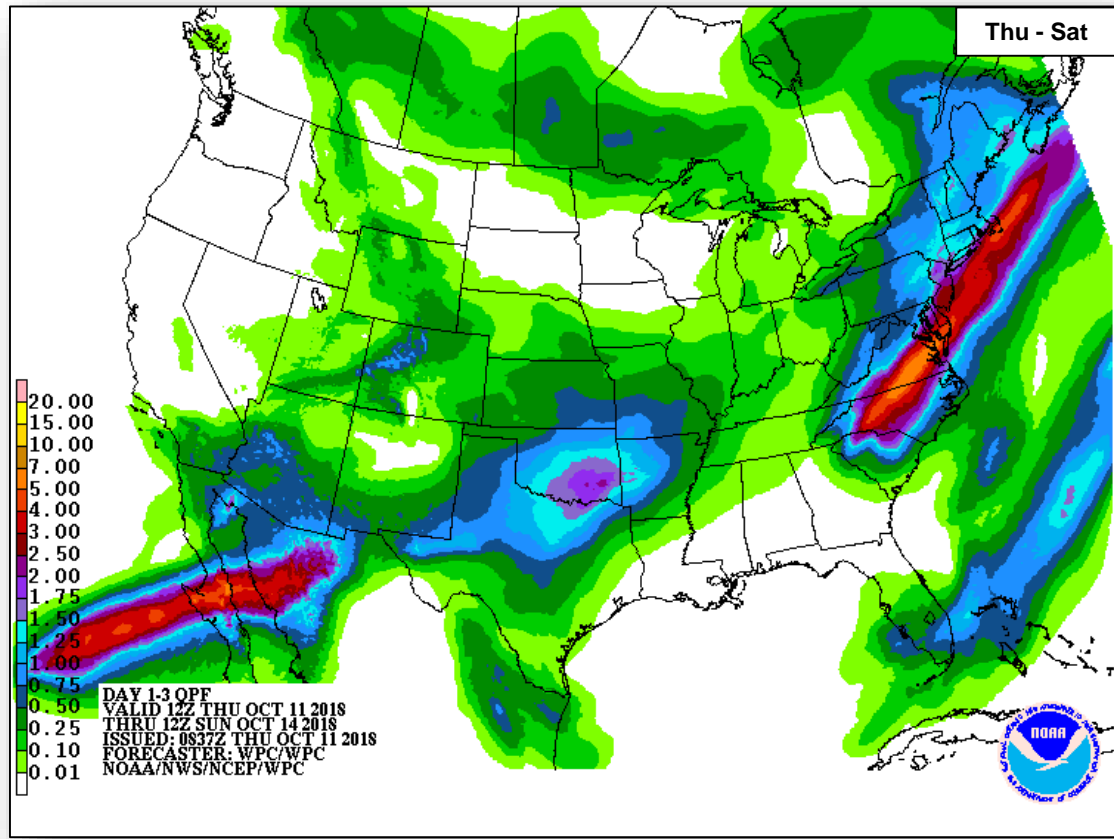 Thu - Sat
20.00
15.00
10.00
7.00
5.00
4.00
3.00
2.50
2.00
1.75
1.50
1.25
1.00
0.75
0.50
0.25
0.10
0.01
DAY 1-3 QPF
VALID 12Z THU OCT 11 2018
THRU 12Z SUN OCT 14 2018
ISSUED: 0837Z THU OCT 11 2018
FORECASTER: WPC/WPC
NOAA/NWS/NCEP/WPC
NOAA